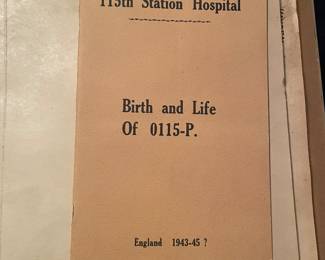 115th Station Hospital
Birth and Life
Of 0115-P.
England 1943-45 ?